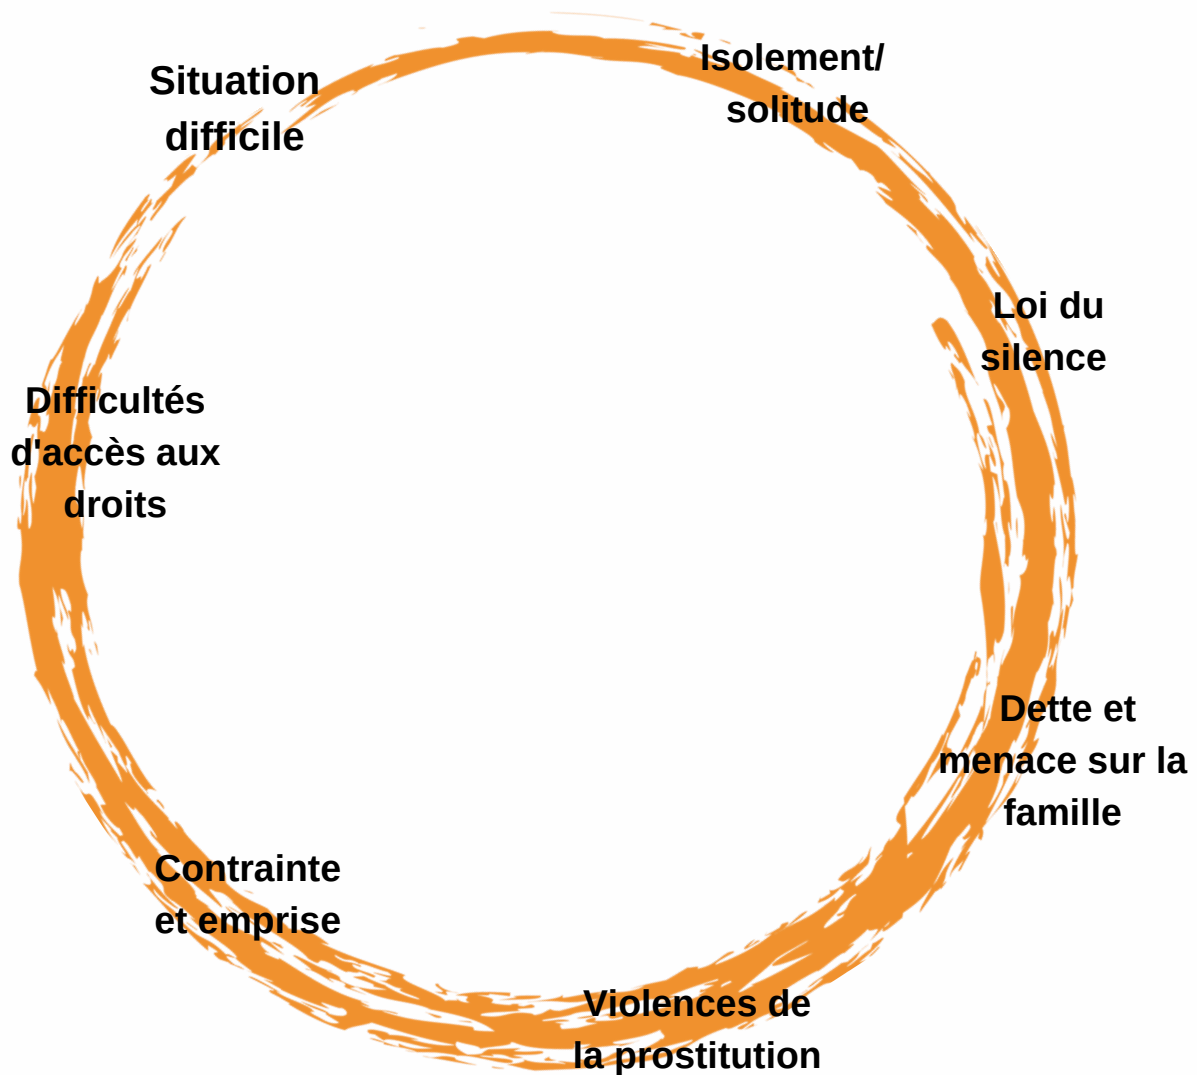 Situation
difficile
Isolement/
solitude
Loi du
silence
Difficultés
d'accès aux
droits
Dette et
menace sur la
famille
Contrainte
et emprise
Violences de
la prostitution